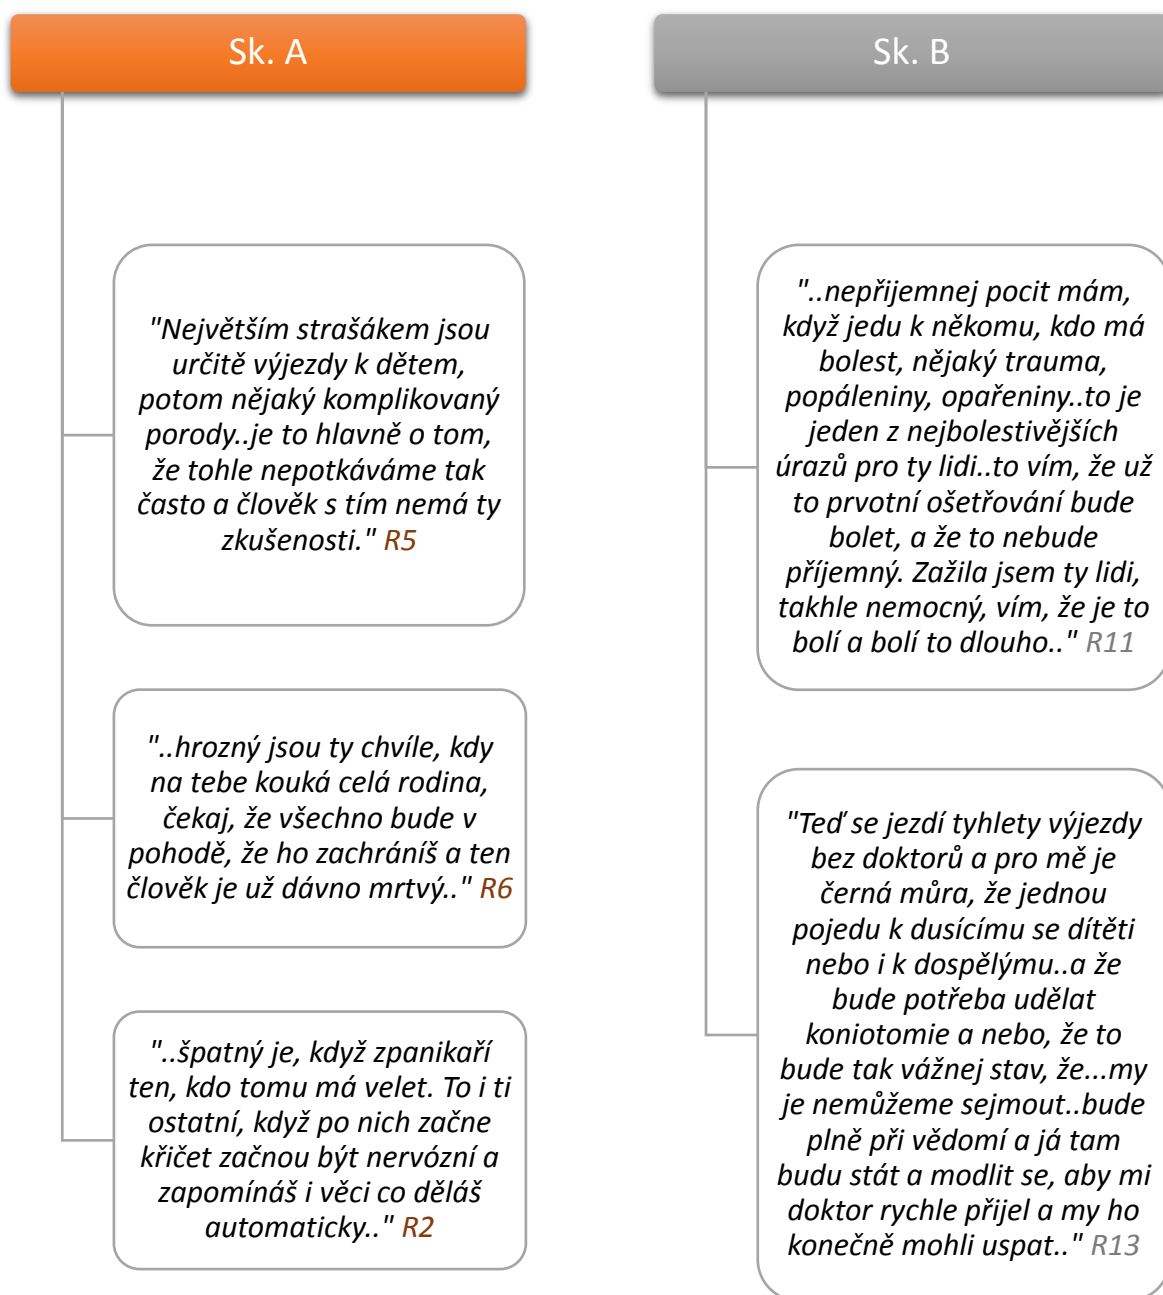 Sk. A
"Největším strašákem jsou
určitě výjezdy k dětem,
potom nějaký komplikovaný
porody..je to hlavně o tom,
že tohle nepotkáváme tak
často a člověk s tím nemá ty
zkušenosti." R5
"..hrozný jsou ty chvíle, kdy
na tebe kouká celá rodina,
čekaj, že všechno bude v
pohodě, že ho zachráníš a ten
člověk je už dávno mrtvý.." R6
"..špatný je, když zpanikaří
ten, kdo tomu má velet. To i ti
ostatní, když po nich začne
křičet začnou být nervózní a
zapomínáš i věci co děláš
automaticky.." R2
Sk. B
"..nepřijemnej pocit mám,
když jedu k někomu, kdo má
bolest, nějaký trauma,
popáleniny, opařeniny..to je
jeden z nejbolestivějších
úrazů pro ty lidi..to vím, že už
to prvotní ošetřování bude
bolet, a že to nebude
příjemný. Zažila jsem ty lidi,
takhle nemocný, vím, že je to
bolí a bolí to dlouho.." R11
"Teď se jezdí tyhlety výjezdy
bez doktorů a pro mě je
černá můra, že jednou
pojedu k dusícímu se dítěti
nebo i k dospělýmu..a že
bude potřeba udělat
koniotomie a nebo, že to
bude tak vážnej stav, že...my
je nemůžeme sejmout..bude
plně při vědomí a já tam
budu stát a modlit se, aby mi
doktor rychle přijel a my ho
konečně mohli uspat.." R13